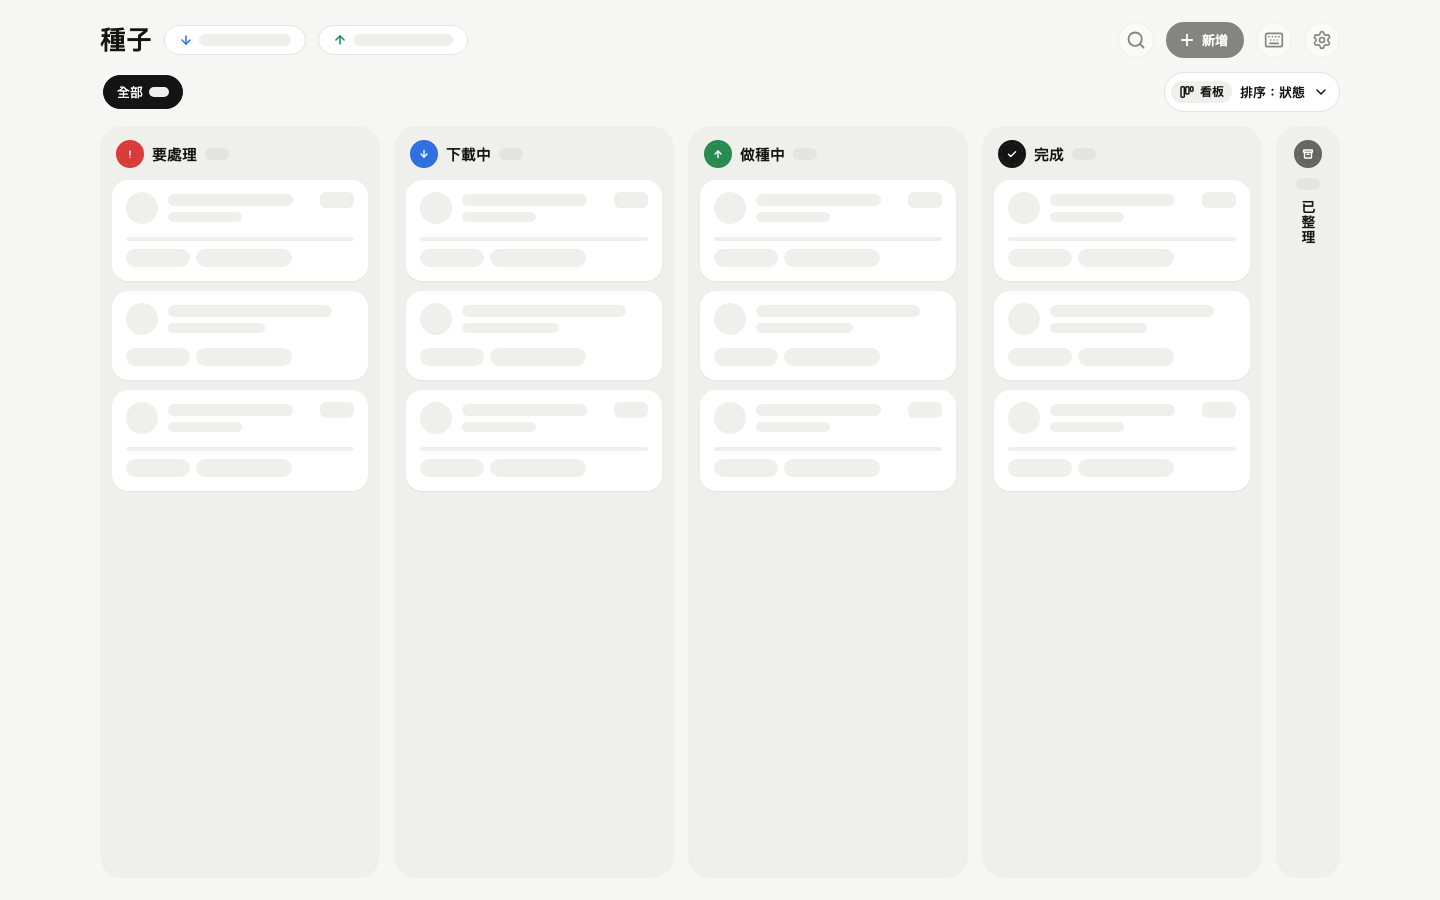 種子
新增
全部
看板
排序：狀態
要處理
下載中
做種中
完成
已整理